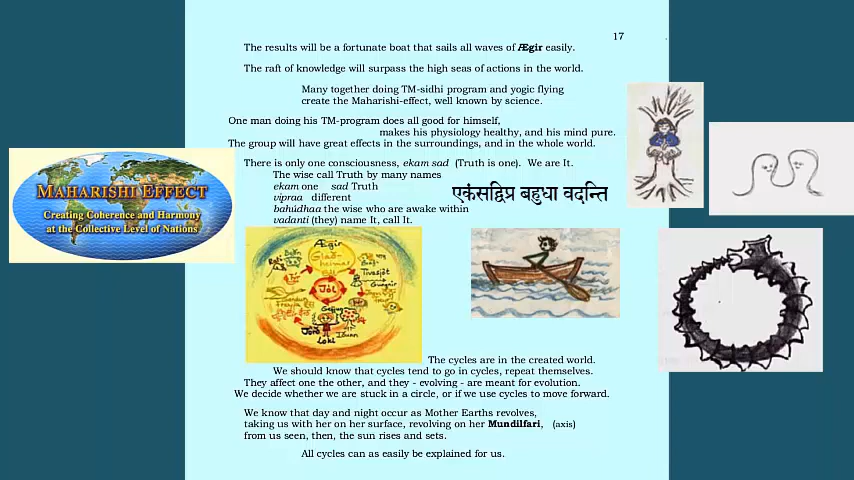 17
The results will be a fortunate boat that sails all waves of Ægir easily.
The raft of knowledge will surpass the high seas of actions in the world.
Many together doing TM-sidhi program and yogic flying
create the Maharishi-effect, well known by science.
One man doing his TM-program does all good for himself,
makes his physiology healthy, and his mind pure.
The group will have great effects in the surroundings, and in the whole world.
There is only one consciousness, ekam sad (Truth is one). We are It.
The wise call Truth by many names
ekam one sad Truth
vipraa different
bahúdhaa the wise who are awake within
vadanti (they) name It, call It.
एकंसद्विप्र बहुधा वदन्ति
MAHARISHI EFFECT
Creating Coherence and Harmony
at the Collective Level of Nations
Ægir
Jól
Tívasjöt
Gungnir
Jörð
Loki
Iðunn
The cycles are in the created world.
We should know that cycles tend to go in cycles, repeat themselves.
They affect one the other, and they - evolving - are meant for evolution.
We decide whether we are stuck in a circle, or if we use cycles to move forward.
We know that day and night occur as Mother Earths revolves,
taking us with her on her surface, revolving on her Mundilfari, (axis)
from us seen, then, the sun rises and sets.
All cycles can as easily be explained for us.